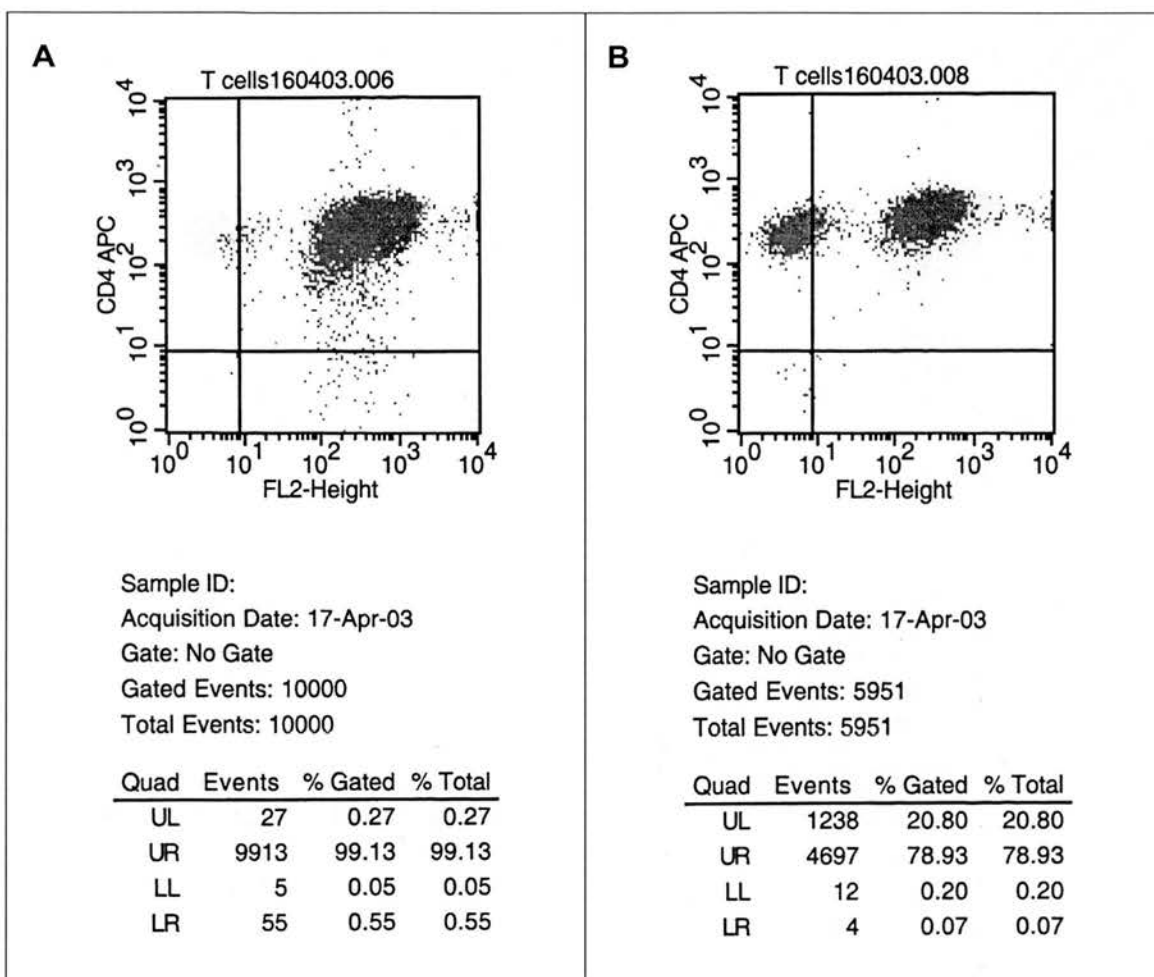 A
T cells160403.006
10^4
10^3
10^2
10^1
10^0
CD4 APC
10^0 10^1 10^2 10^3 10^4
FL2-Height
Sample ID:
Acquisition Date: 17-Apr-03
Gate: No Gate
Gated Events: 10000
Total Events: 10000
Quad Events % Gated % Total
UL 27 0.27 0.27
UR 9913 99.13 99.13
LL 5 0.05 0.05
LR 55 0.55 0.55
B
T cells160403.008
10^4
10^3
10^2
10^1
10^0
CD4 APC
10^0 10^1 10^2 10^3 10^4
FL2-Height
Sample ID:
Acquisition Date: 17-Apr-03
Gate: No Gate
Gated Events: 5951
Total Events: 5951
Quad Events % Gated % Total
UL 1238 20.80 20.80
UR 4697 78.93 78.93
LL 12 0.20 0.20
LR 4 0.07 0.07